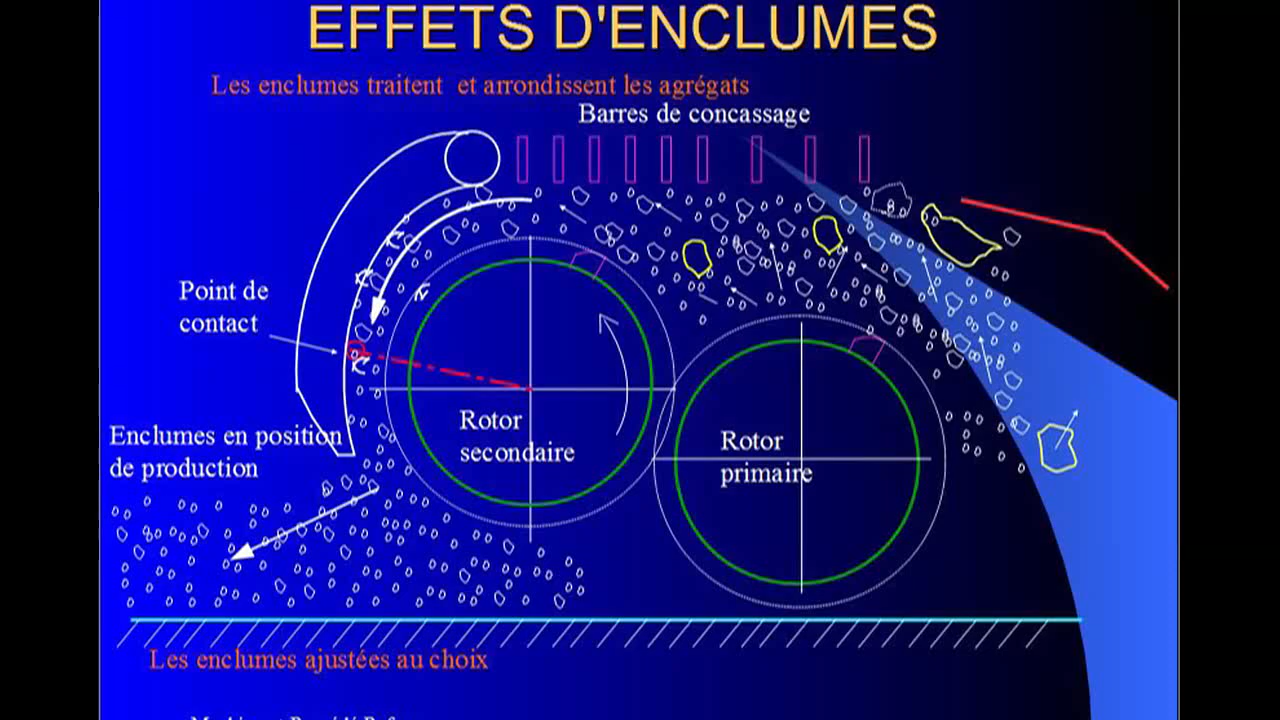 EFFETS D'ENCLUMES
Les enclumes traitent et arrondissent les agrégats
Barres de concassage
Point de
contact
Rotor
secondaire
Rotor
primaire
Enclumes en position
de production
Les enclumes ajustées au choix